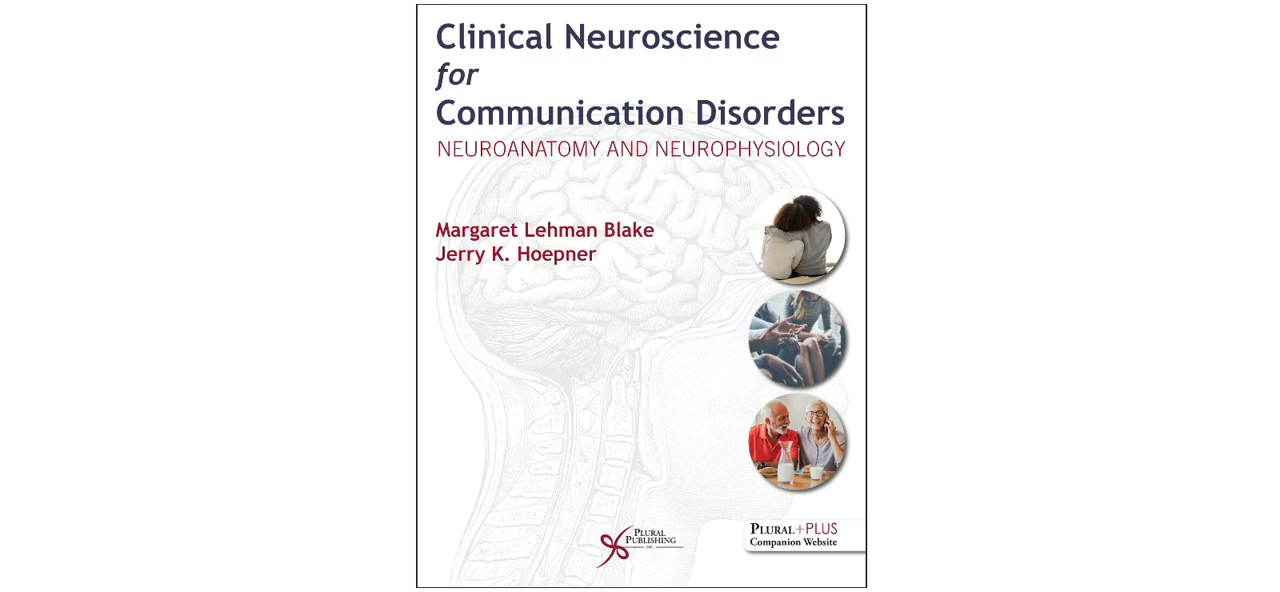 Clinical Neuroscience
for
Communication Disorders
NEUROANATOMY AND NEUROPHYSIOLOGY
Margaret Lehman Blake
Jerry K. Hoepner
PLURAL
PUBLISHING
INC.
PLURAL+PLUS
Companion Website